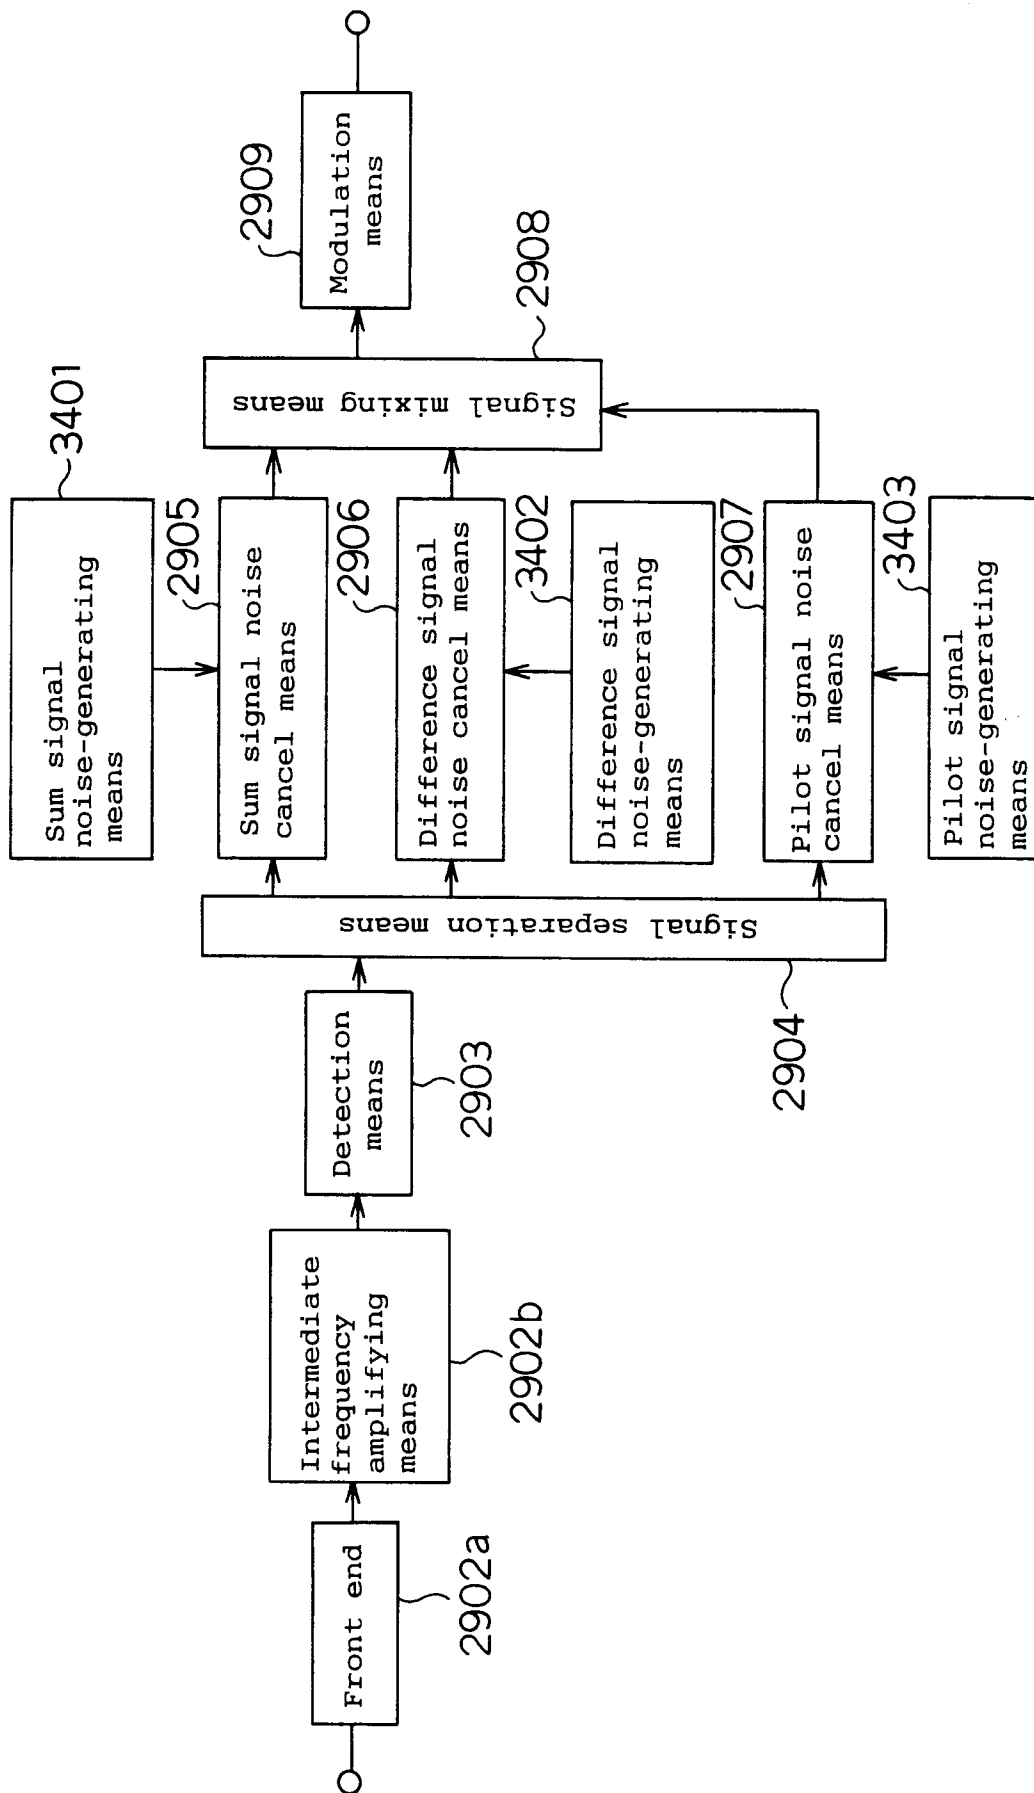 Front end
2902a
Intermediate
frequency
amplifying
means
2902b
Detection
means
2903
Signal separation means
2904
Sum signal
noise-generating
means
3401
Sum signal noise
cancel means
2905
Difference signal
noise cancel means
2906
Difference signal
noise-generating
means
3402
Pilot signal noise
cancel means
2907
Pilot signal
noise-generating
means
3403
Signal mixing means
2908
Modulation
means
2909